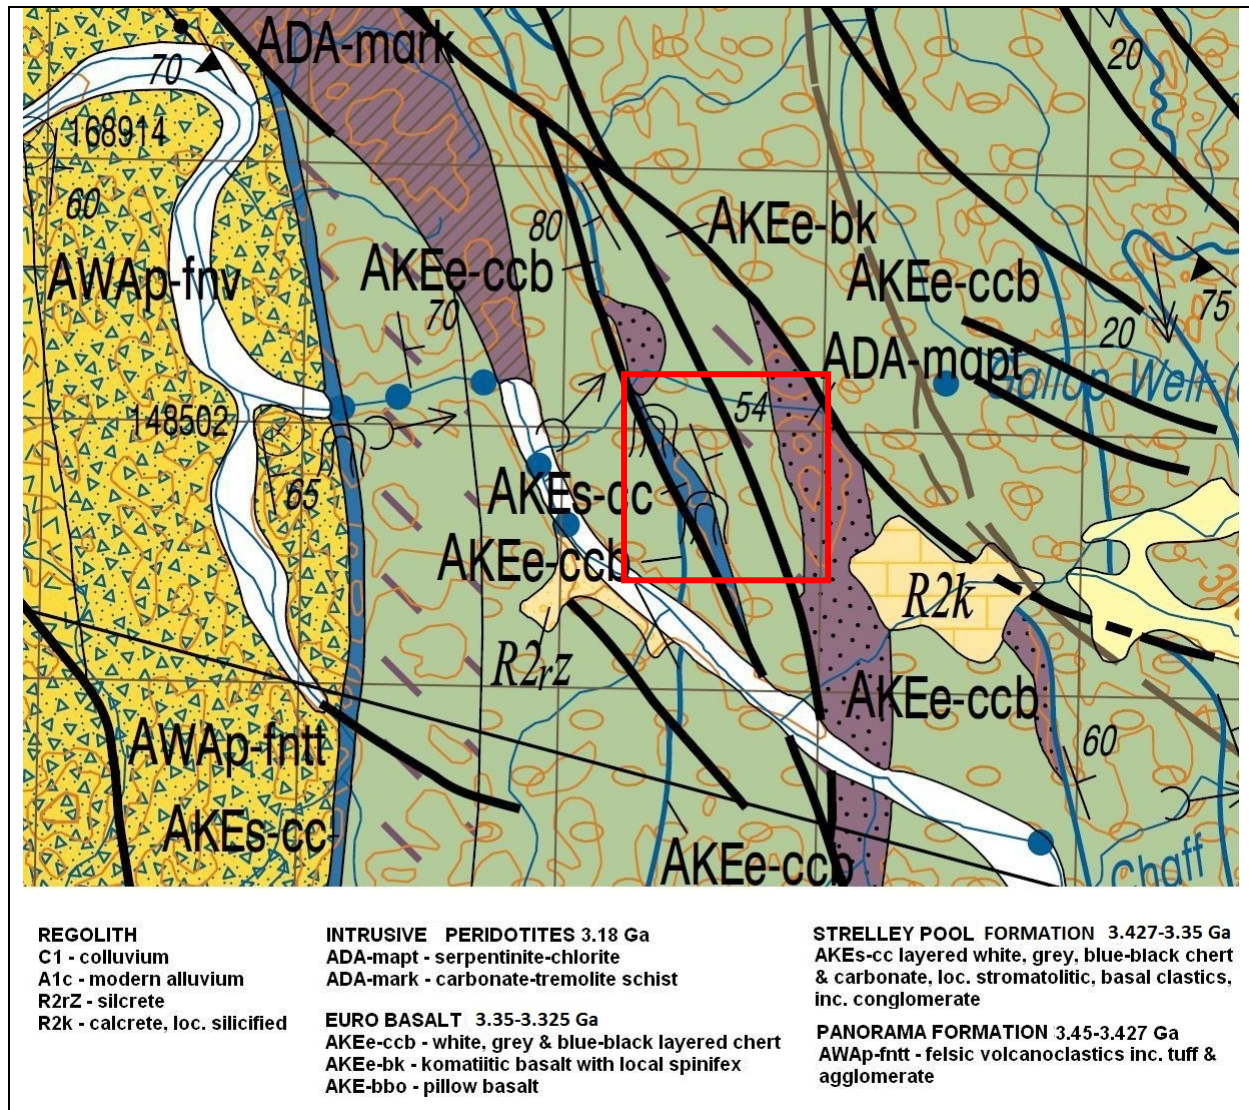 ADA-mark
70
20
168914
60
80
AKEe-bk
AWAp-fnv
AKEe-ccb
AKEe-ccb
70
20
75
ADA-mapt
Gallop Well
148502
54
65
AKEs-cc
AKEe-ccb
R2k
R2rz
AKEe-ccb
AWAp-fntt
60
AKEs-cc
AKEe-ccb
Chaff
REGOLITH
C1 - colluvium
A1c - modern alluvium
R2rZ - silcrete
R2k - calcrete, loc. silicified
INTRUSIVE PERIDOTITES 3.18 Ga
ADA-mapt - serpentinite-chlorite
ADA-mark - carbonate-tremolite schist
EURO BASALT 3.35-3.325 Ga
AKEe-ccb - white, grey & blue-black layered chert
AKEe-bk - komatiitic basalt with local spinifex
AKE-bbo - pillow basalt
STRELLEY POOL FORMATION 3.427-3.35 Ga
AKEs-cc layered white, grey, blue-black chert
& carbonate, loc. stromatolitic, basal clastics,
inc. conglomerate
PANORAMA FORMATION 3.45-3.427 Ga
AWAp-fntt - felsic volcanoclastics inc. tuff &
agglomerate